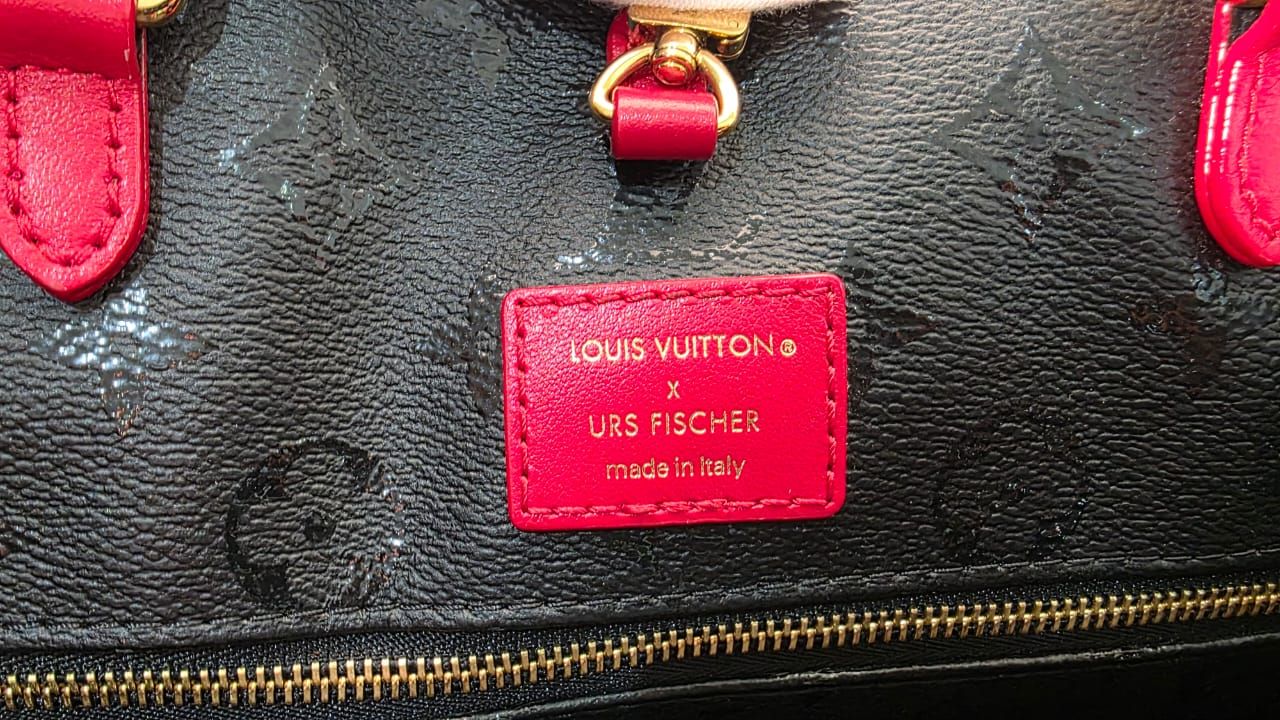 LOUIS VUITTON®
x
URS FISCHER
made in Italy